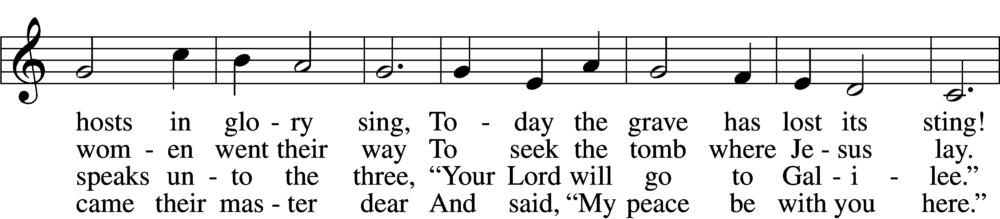 hosts in glo - ry sing, To - day the grave has lost its sting!
wom - en went their way To seek the tomb where Je - sus lay.
speaks un - to the three, “Your Lord will go to Gal - i - lee.”
came their mas - ter dear And said, “My peace be with you here.”